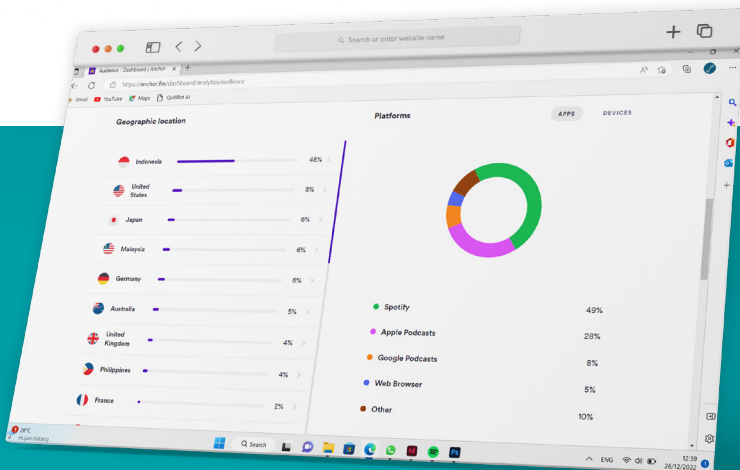 Search or enter website name
Audience - Dashboard | Anchor
https://anchor.fm/dashboard/analytics/audience
Gmail YouTube Maps QuillBot AI
Geographic location
Indonesia 48%
United States 8%
Japan 6%
Malaysia 6%
Germany 6%
Australia 5%
United Kingdom 4%
Philippines 4%
France 2%
Platforms
APPS DEVICES
Spotify 49%
Apple Podcasts 28%
Google Podcasts 8%
Web Browser 5%
Other 10%
28°C
Hujan datang
Search
ENG
12:39
26/12/2022